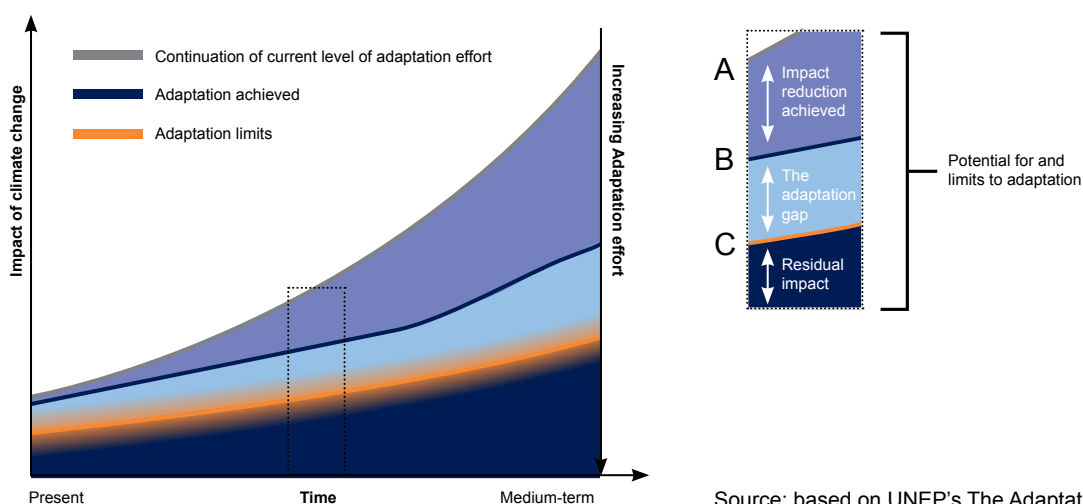 Continuation of current level of adaptation effort
Adaptation achieved
Adaptation limits
Impact of climate change
Increasing Adaptation effort
Present
Time
Medium-term
A
Impact
reduction
achieved
B
The
adaptation
gap
C
Residual
impact
Potential for and
limits to adaptation
Source: based on UNEP's The Adaptat